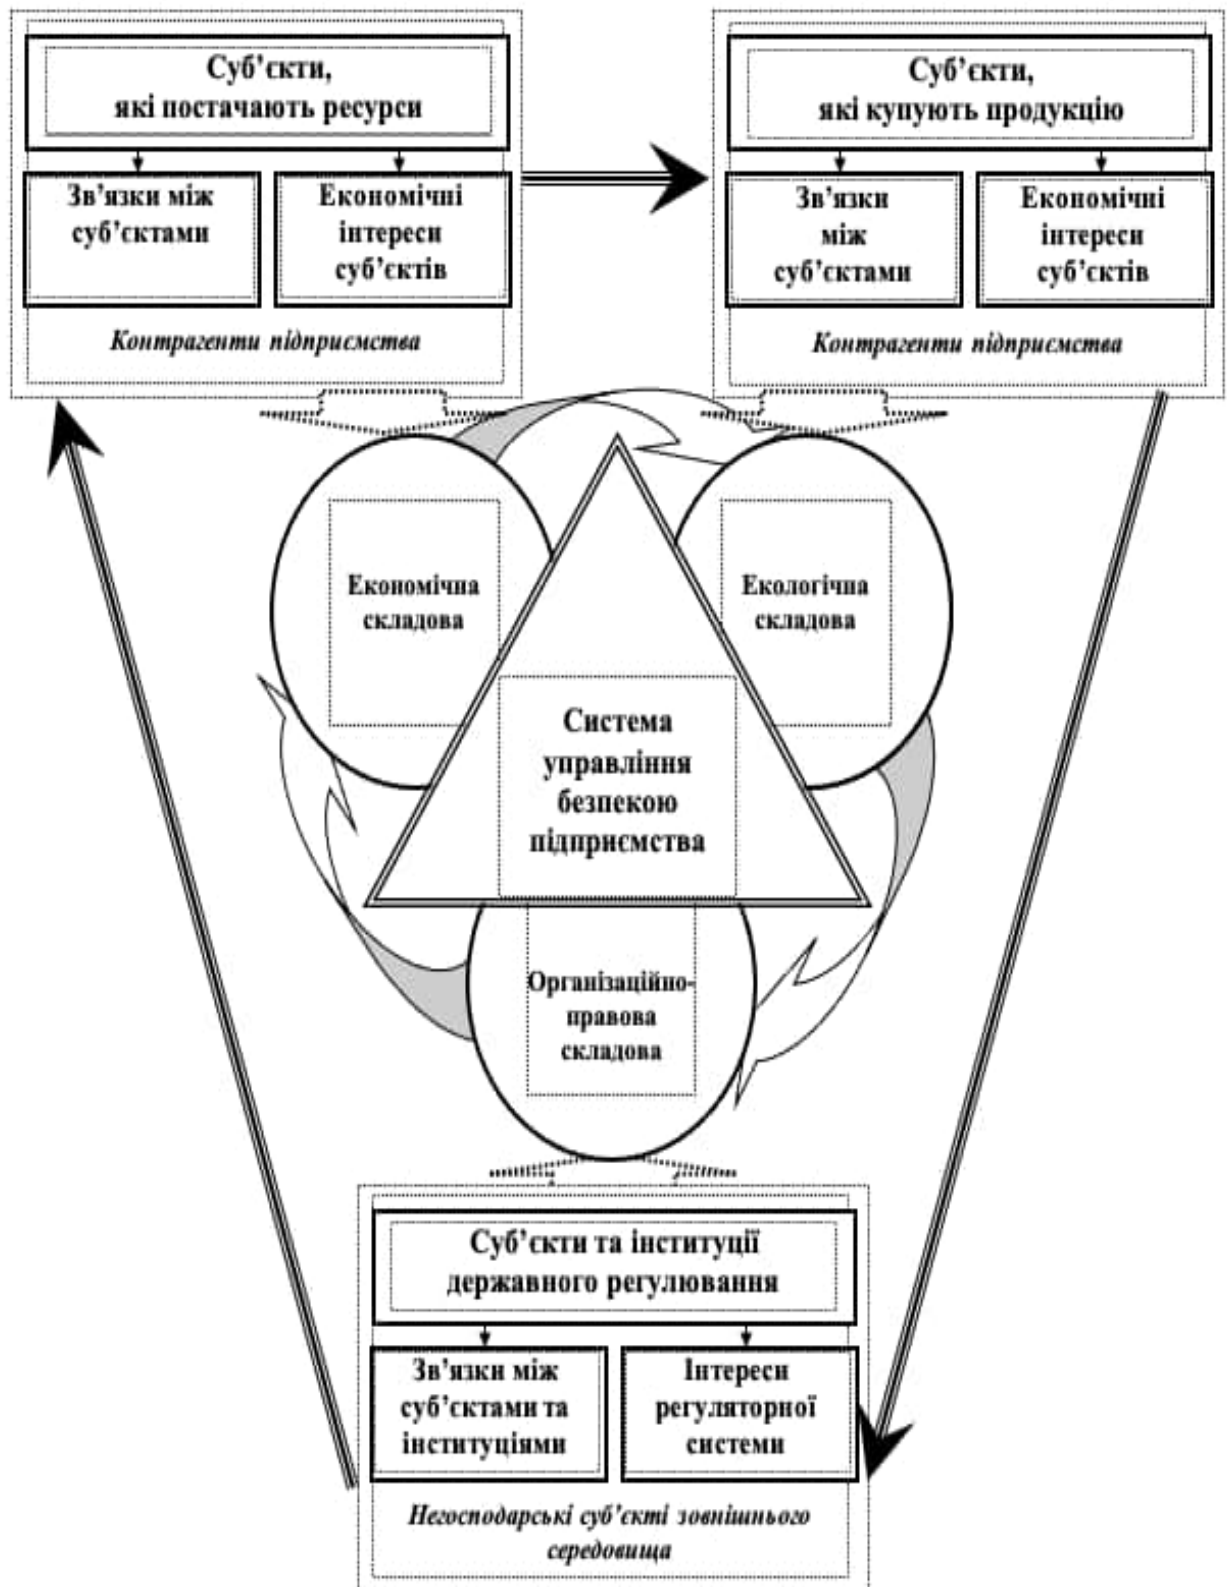 Суб’єкти,
які постачають ресурси
Зв’язки між
суб’єктами
Економічні
інтереси
суб’єктів
Контрагенти підприємства
Суб’єкти,
які купують продукцію
Зв’язки
між
суб’єктами
Економічні
інтереси
суб’єктів
Контрагенти підприємства
Економічна
складова
Екологічна
складова
Система
управління
безпекою
підприємства
Організаційно-
правова
складова
Суб’єкти та інституції
державного регулювання
Зв’язки між
суб’єктами та
інституціями
Інтереси
регуляторної
системи
Негосподарські суб’єкті зовнішнього
середовища